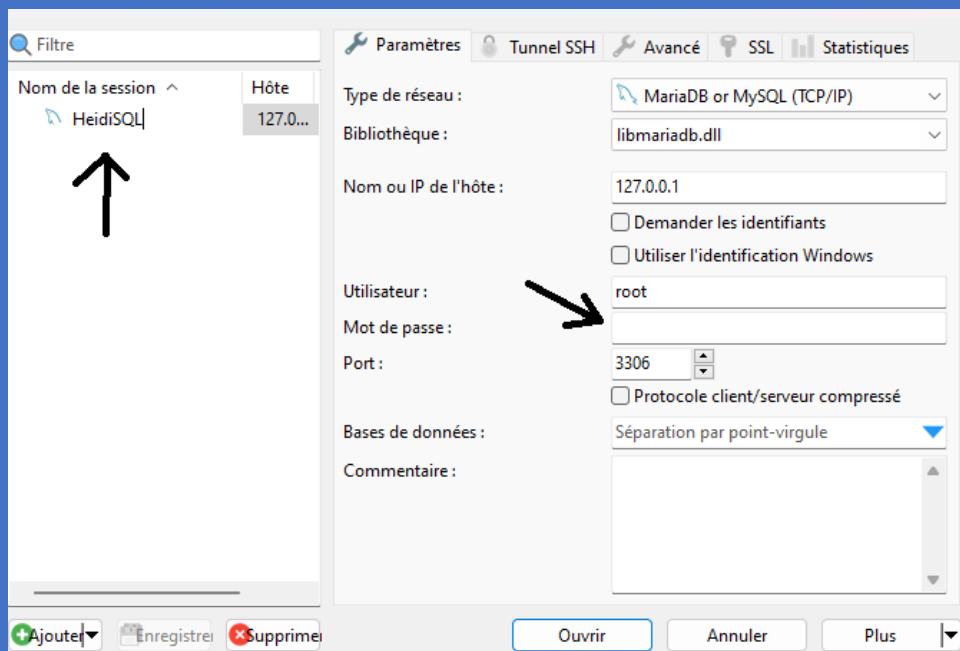 Filtre
Nom de la session
Hôte
HeidiSQL
127.0...
Paramètres
Tunnel SSH
Avancé
SSL
Statistiques
Type de réseau :
MariaDB or MySQL (TCP/IP)
Bibliothèque :
libmariadb.dll
Nom ou IP de l'hôte :
127.0.0.1
Demander les identifiants
Utiliser l'identification Windows
Utilisateur :
root
Mot de passe :
Port :
3306
Protocole client/serveur compressé
Bases de données :
Séparation par point-virgule
Commentaire :
Ajouter
Enregistrer
Supprimer
Ouvrir
Annuler
Plus